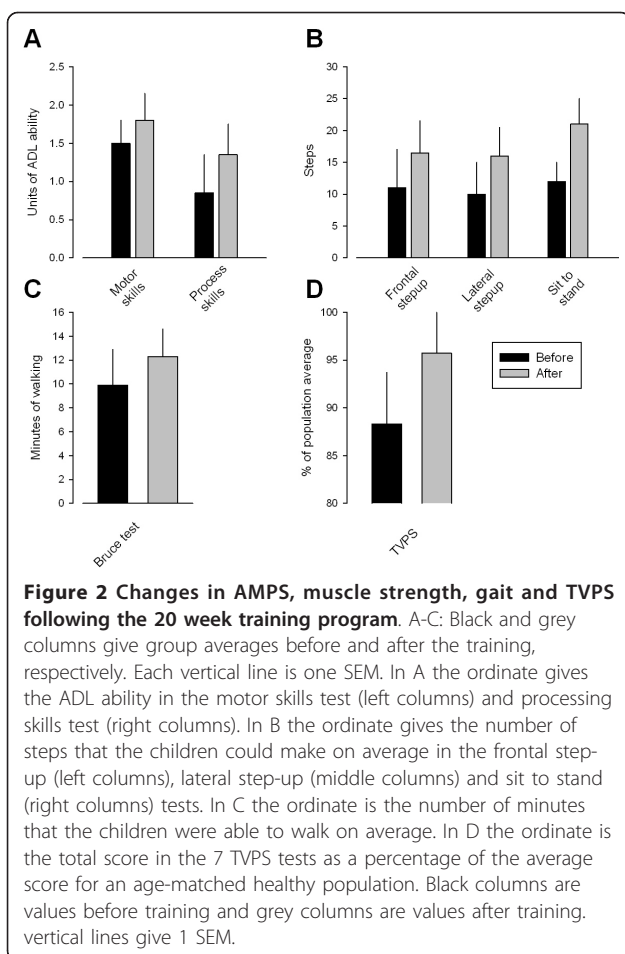 A
B
Units of ADL ability
2.5
2.0
1.5
1.0
0.5
0.0
Motor
skills
Process
skills
Steps
30
25
20
15
10
5
0
Frontal
stepup
Lateral
stepup
Sit to
stand
C
D
Minutes of walking
16
14
12
10
8
6
4
2
0
Bruce test
% of population average
100
95
90
85
80
TVPS
Before
After
Figure 2 Changes in AMPS, muscle strength, gait and TVPS
following the 20 week training program. A-C: Black and grey
columns give group averages before and after the training,
respectively. Each vertical line is one SEM. In A the ordinate gives
the ADL ability in the motor skills test (left columns) and processing
skills test (right columns). In B the ordinate gives the number of
steps that the children could make on average in the frontal step-
up (left columns), lateral step-up (middle columns) and sit to stand
(right columns) tests. In C the ordinate is the number of minutes
that the children were able to walk on average. In D the ordinate is
the total score in the 7 TVPS tests as a percentage of the average
score for an age-matched healthy population. Black columns are
values before training and grey columns are values after training.
vertical lines give 1 SEM.